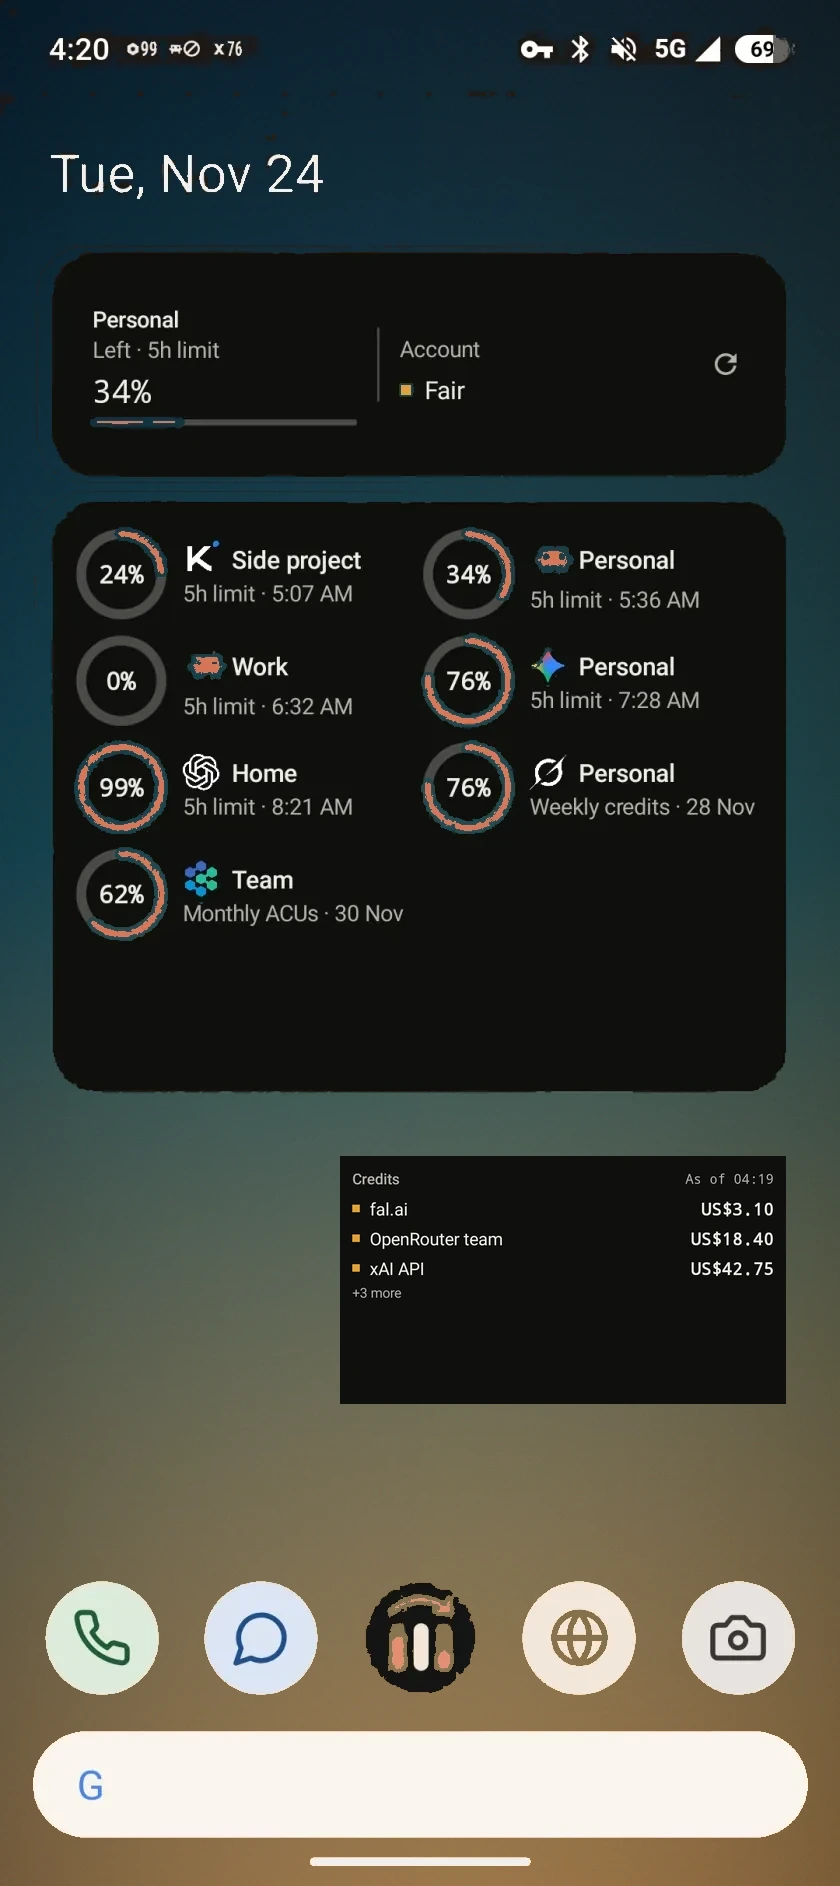 4:20 99 x 76 5G 69
Tue, Nov 24
Personal
Left · 5h limit
34%
Account
Fair
24% Side project
5h limit · 5:07 AM
34% Personal
5h limit · 5:36 AM
0% Work
5h limit · 6:32 AM
76% Personal
5h limit · 7:28 AM
99% Home
5h limit · 8:21 AM
76% Personal
Weekly credits · 28 Nov
62% Team
Monthly ACUs · 30 Nov
Credits As of 04:19
fal.ai US$3.10
OpenRouter team US$18.40
xAI API US$42.75
+3 more
G